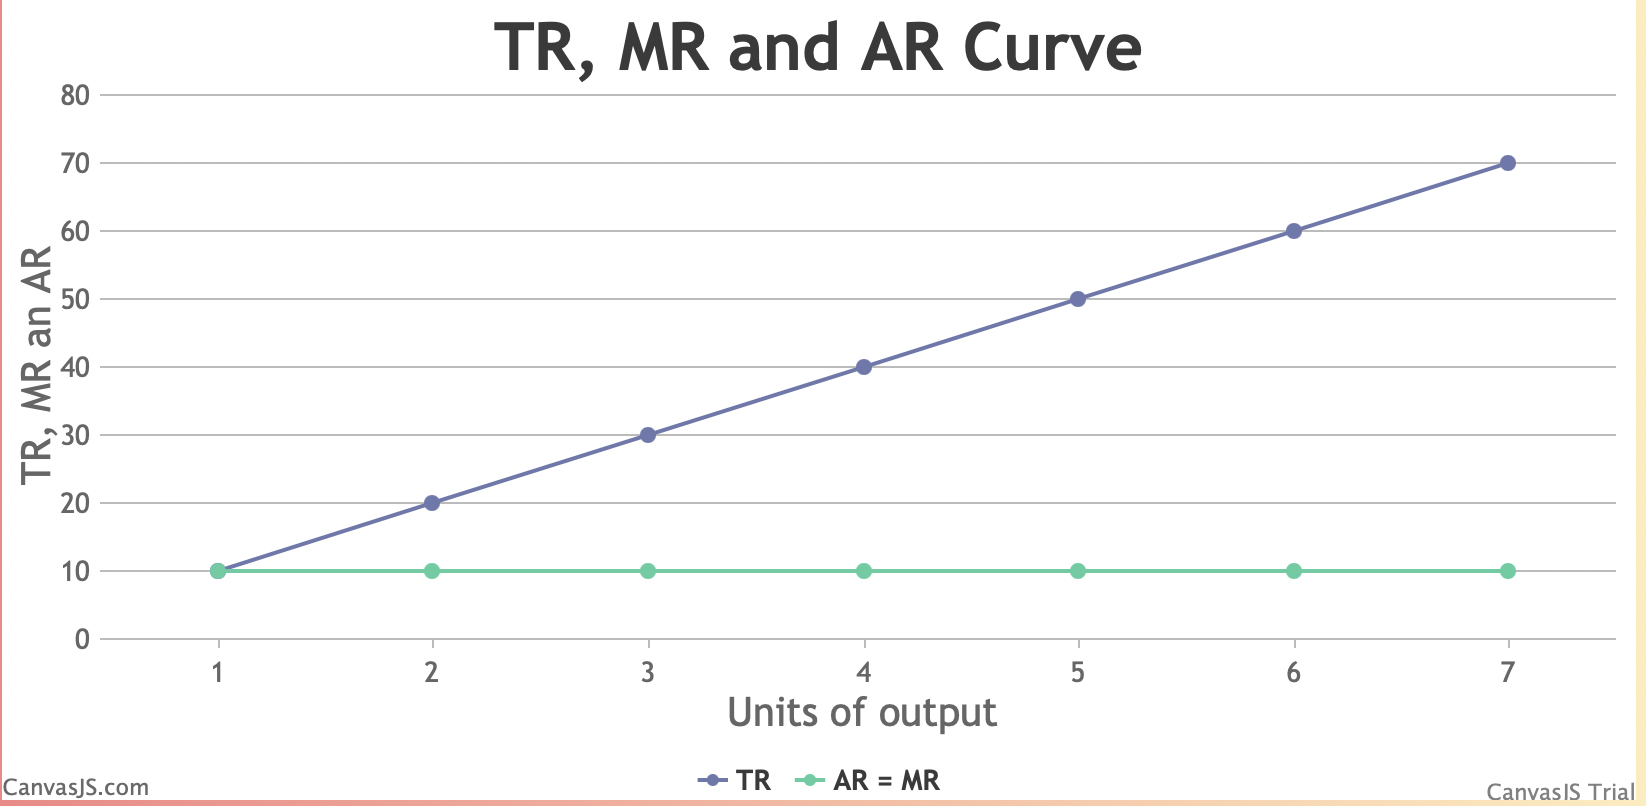 TR, MR and AR Curve
TR, MR an AR
80
70
60
50
40
30
20
10
0
1 2 3 4 5 6 7
Units of output
TR AR = MR
CanvasJS.com
CanvasJS Trial